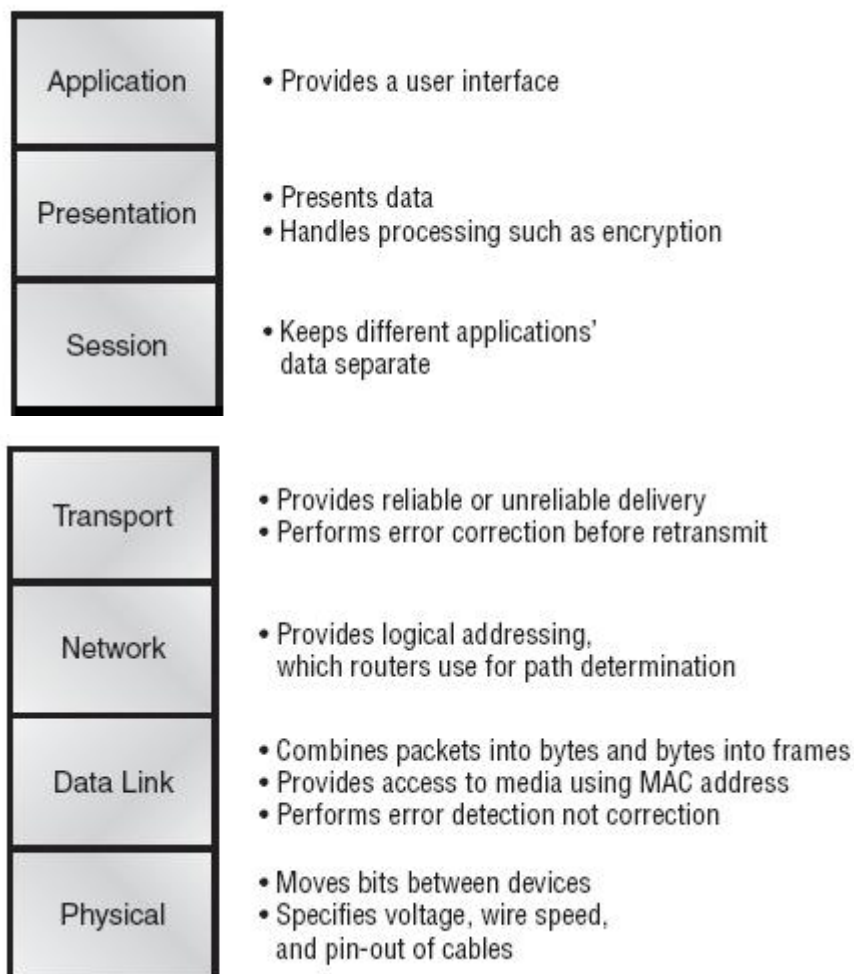 Application
• Provides a user interface
Presentation
• Presents data
• Handles processing such as encryption
Session
• Keeps different applications’
data separate
Transport
• Provides reliable or unreliable delivery
• Performs error correction before retransmit
Network
• Provides logical addressing,
which routers use for path determination
Data Link
• Combines packets into bytes and bytes into frames
• Provides access to media using MAC address
• Performs error detection not correction
Physical
• Moves bits between devices
• Specifies voltage, wire speed,
and pin-out of cables